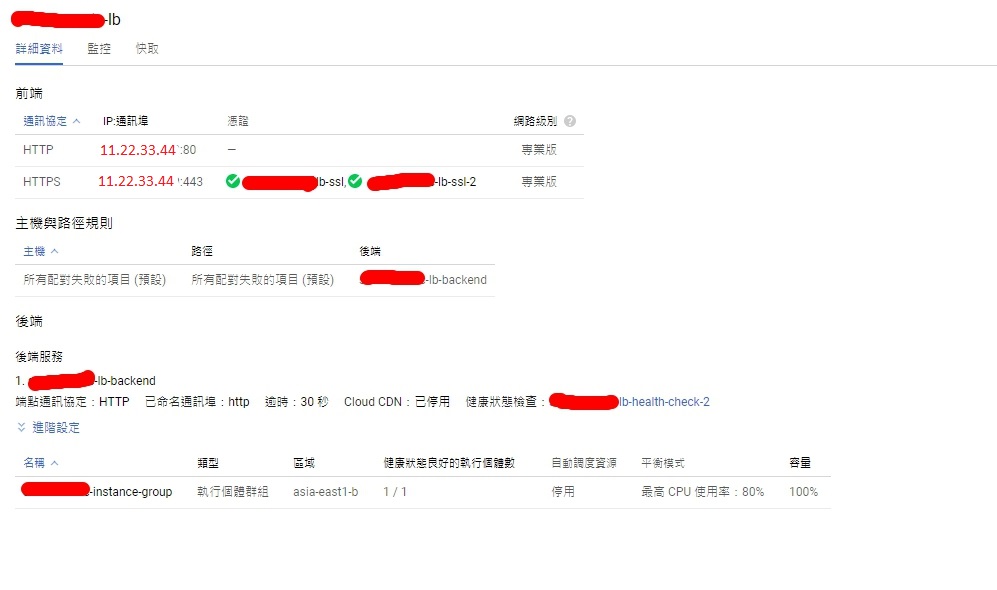 -lb
詳細資料 監控 快取
前端
通訊協定 IP:通訊埠 憑證 網路級別 ?
HTTP 11.22.33.44 :80 — 專業版
HTTPS 11.22.33.44 :443 lb-ssl, -lb-ssl-2 專業版
主機與路徑規則
主機 路徑 後端
所有配對失敗的項目 (預設) 所有配對失敗的項目 (預設) -lb-backend
後端
後端服務
1. -lb-backend
端點通訊協定：HTTP 已命名通訊埠：http 逾時：30 秒 Cloud CDN：已停用 健康狀態檢查： lb-health-check-2
進階設定
名稱 類型 區域 健康狀態良好的執行個體數 自動調度資源 平衡模式 容量
-instance-group 執行個體群組 asia-east1-b 1 / 1 停用 最高 CPU 使用率：80% 100%